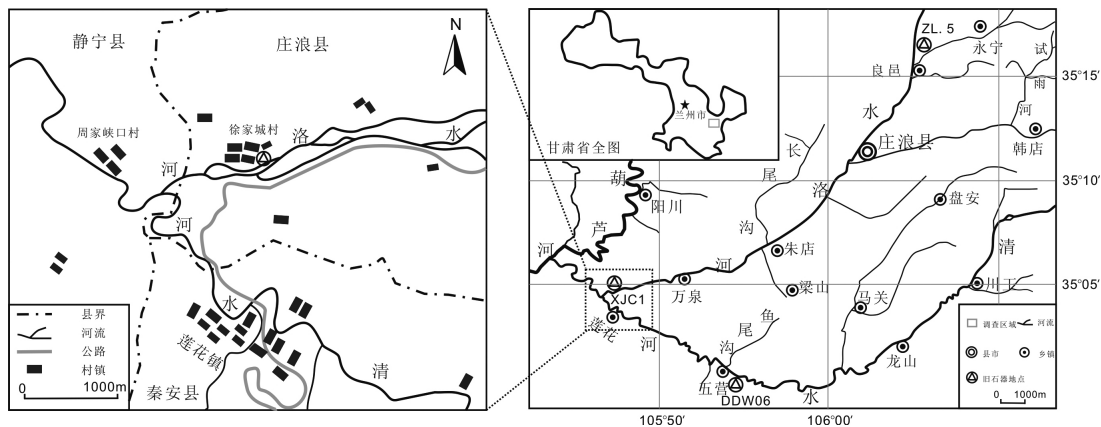 静宁县
庄浪县
N
周家峡口村
徐家城村
洛
水
河
河
水
莲花镇
清
秦安县
县界
河流
公路
村镇
0 1000m
甘肃省全图
兰州市
ZL. 5
永宁
试
雨
河
良邑
水
庄浪县
韩店
35°15'
35°10'
35°05'
长
尾
沟
洛
河
葫
芦
河
阳川
盘安
朱店
清
万泉
梁山
马关
川王
XJC1
莲花
河
鱼
尾
沟
五营
DDW06
水
龙山
调查区域
河流
县市
乡镇
旧石器地点
0 1000m
105°50'
106°00'